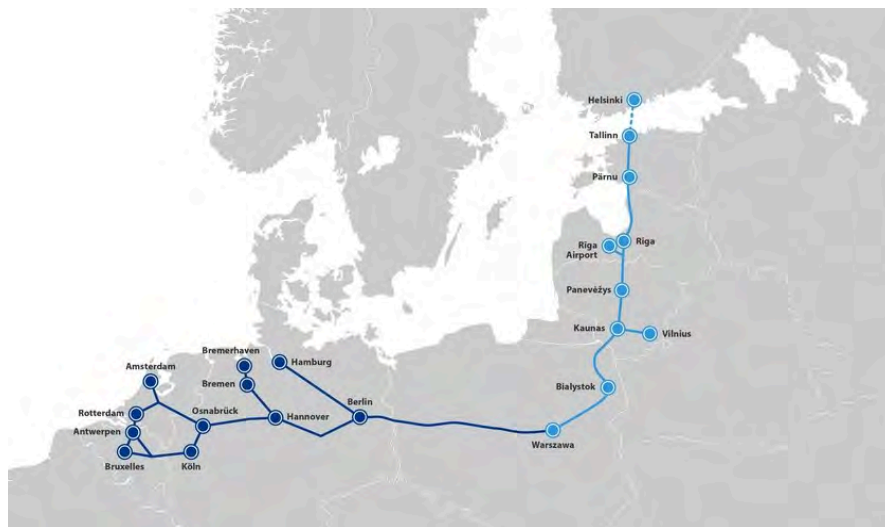 Helsinki
Tallinn
Pärnu
Riga
Riga
Airport
Panevėžys
Kaunas
Vilnius
Bremerhaven
Hamburg
Amsterdam
Bremen
Białystok
Berlin
Rotterdam
Osnabrück
Hannover
Antwerpen
Warszawa
Bruxelles
Köln